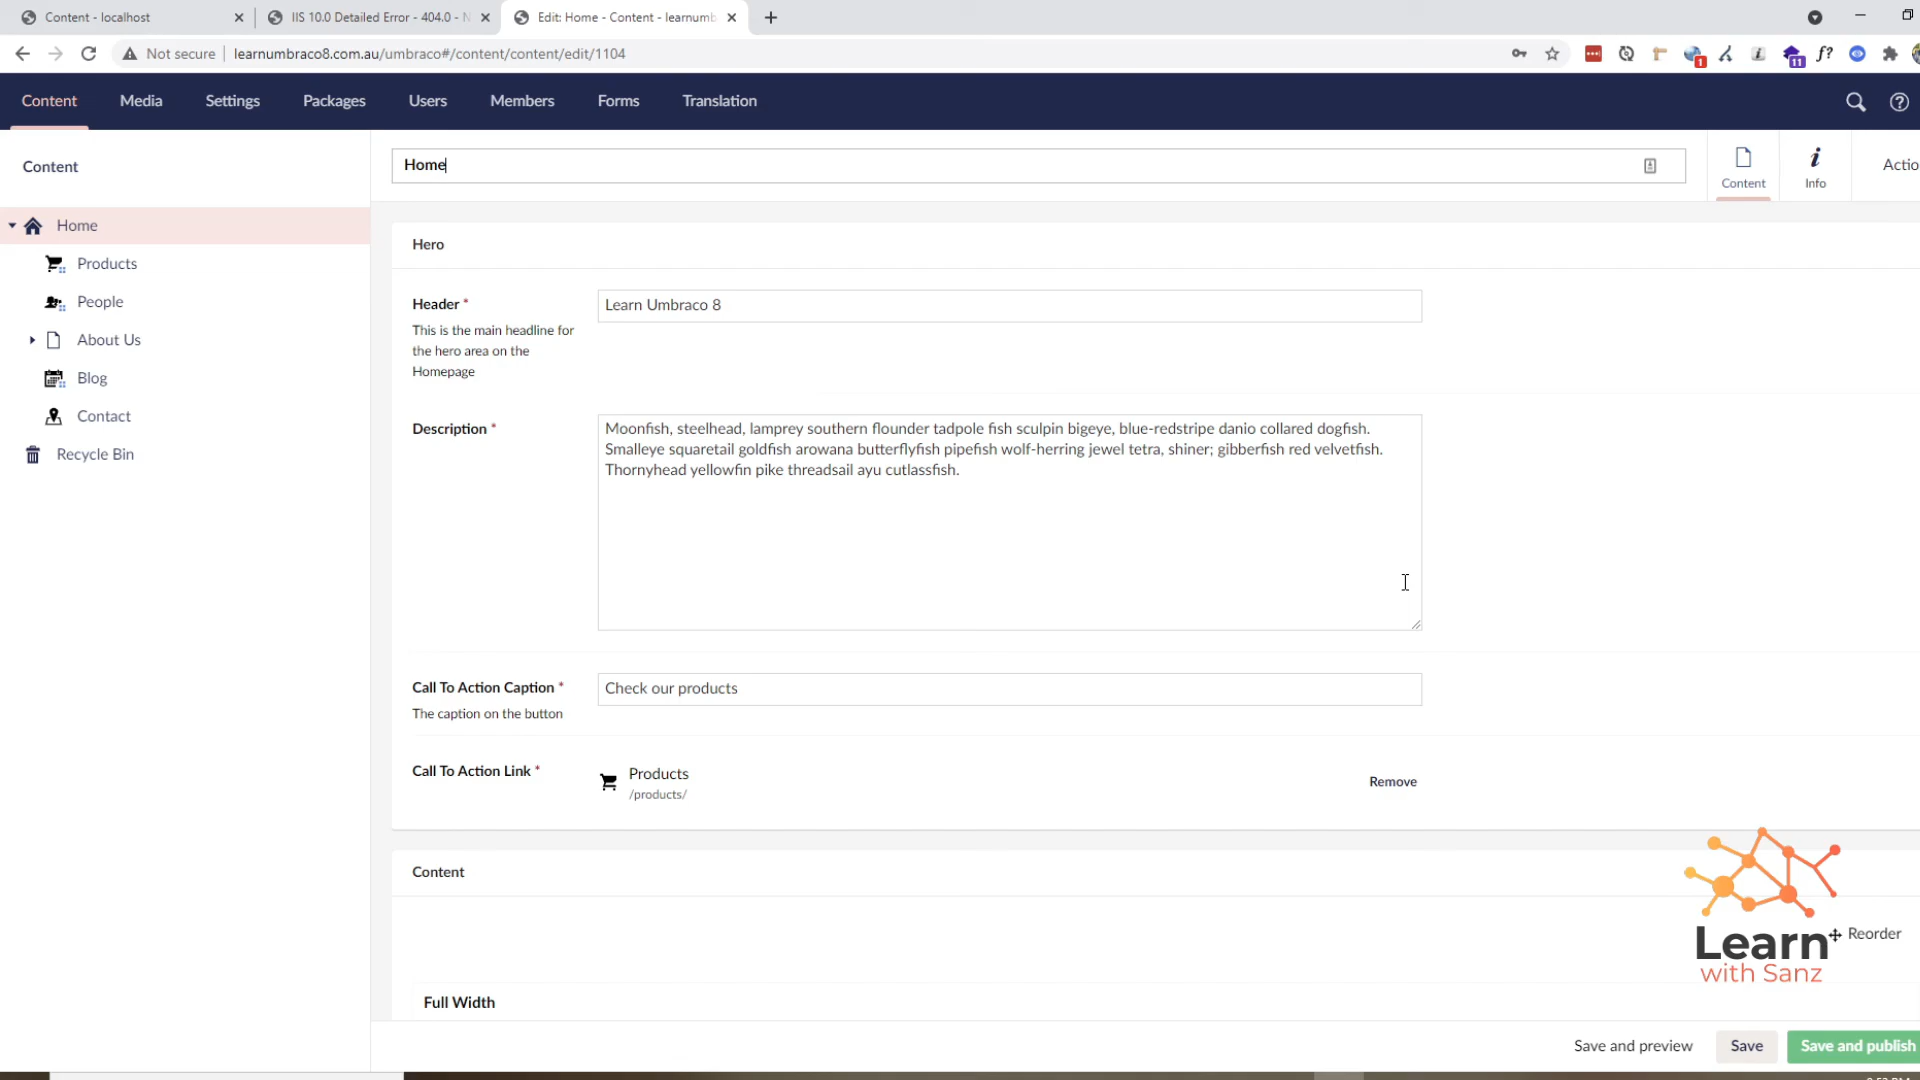 Content - localhost
IIS 10.0 Detailed Error - 404.0 - N
Edit: Home - Content - learnumb
Not secure
learnumbraco8.com.au/umbraco#/content/content/edit/1104
1
11
f?
Content
Media
Settings
Packages
Users
Members
Forms
Translation
Content
Home
Content
Info
Actio
Home
Products
People
About Us
Blog
Contact
Recycle Bin
Hero
Header *
This is the main headline for
the hero area on the
Homepage
Learn Umbraco 8
Description *
Moonfish, steelhead, lamprey southern flounder tadpole fish sculpin bigeye, blue-redstripe danio collared dogfish.
Smalleye squaretail goldfish arowana butterflyfish pipefish wolf-herring jewel tetra, shiner; gibberfish red velvetfish.
Thornyhead yellowfin pike threadsail ayu cutlassfish.
Call To Action Caption *
The caption on the button
Check our products
Call To Action Link *
Products
/products/
Remove
Content
Reorder
Learn
with Sanz
Full Width
Save and preview
Save
Save and publish